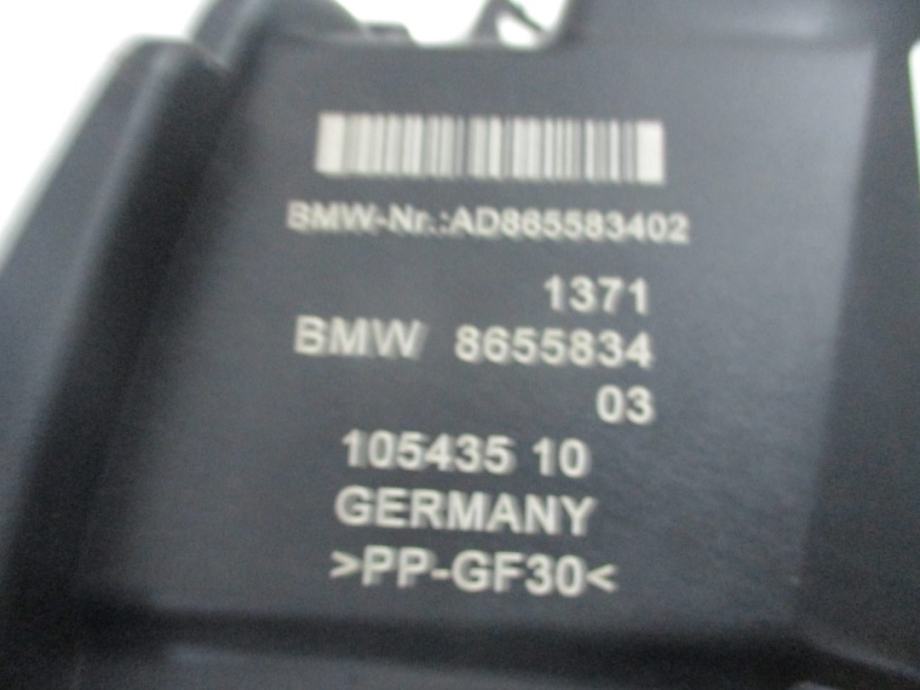 BMW-Nr.:AD865583402
1371
BMW 8655834
03
105435 10
GERMANY
>PP-GF30<